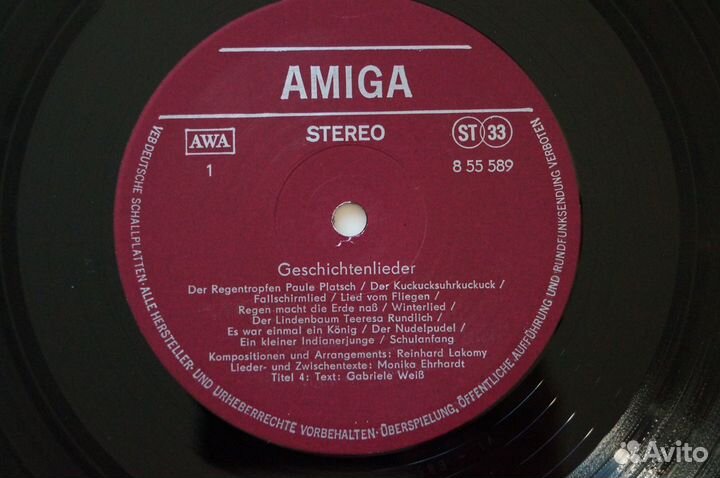 AMIGA
AWA
STEREO
ST 33
1
8 55 589
Geschichtenlieder
Der Regentropfen Paule Platsch / Der Kuckucksuhrkuckuck /
Fallschirmlied / Lied vom Fliegen /
Regen macht die Erde naß / Winterlied /
Der Lindenbaum Teeresa Rundlich /
Es war einmal ein König / Der Nudelpudel /
Ein kleiner Indianerjunge / Schulanfang
Kompositionen und Arrangements: Reinhard Lakomy
Lieder- und Zwischentexte: Monika Ehrhardt
Titel 4: Text: Gabriele Weiß
VEB DEUTSCHE SCHALLPLATTEN · ALLE HERSTELLER- UND URHEBERRECHTE VORBEHALTEN · ÜBERSPIELUNG, ÖFFENTLICHE AUFFÜHRUNG UND RUNDFUNKSENDUNG VERBOTEN
Avito